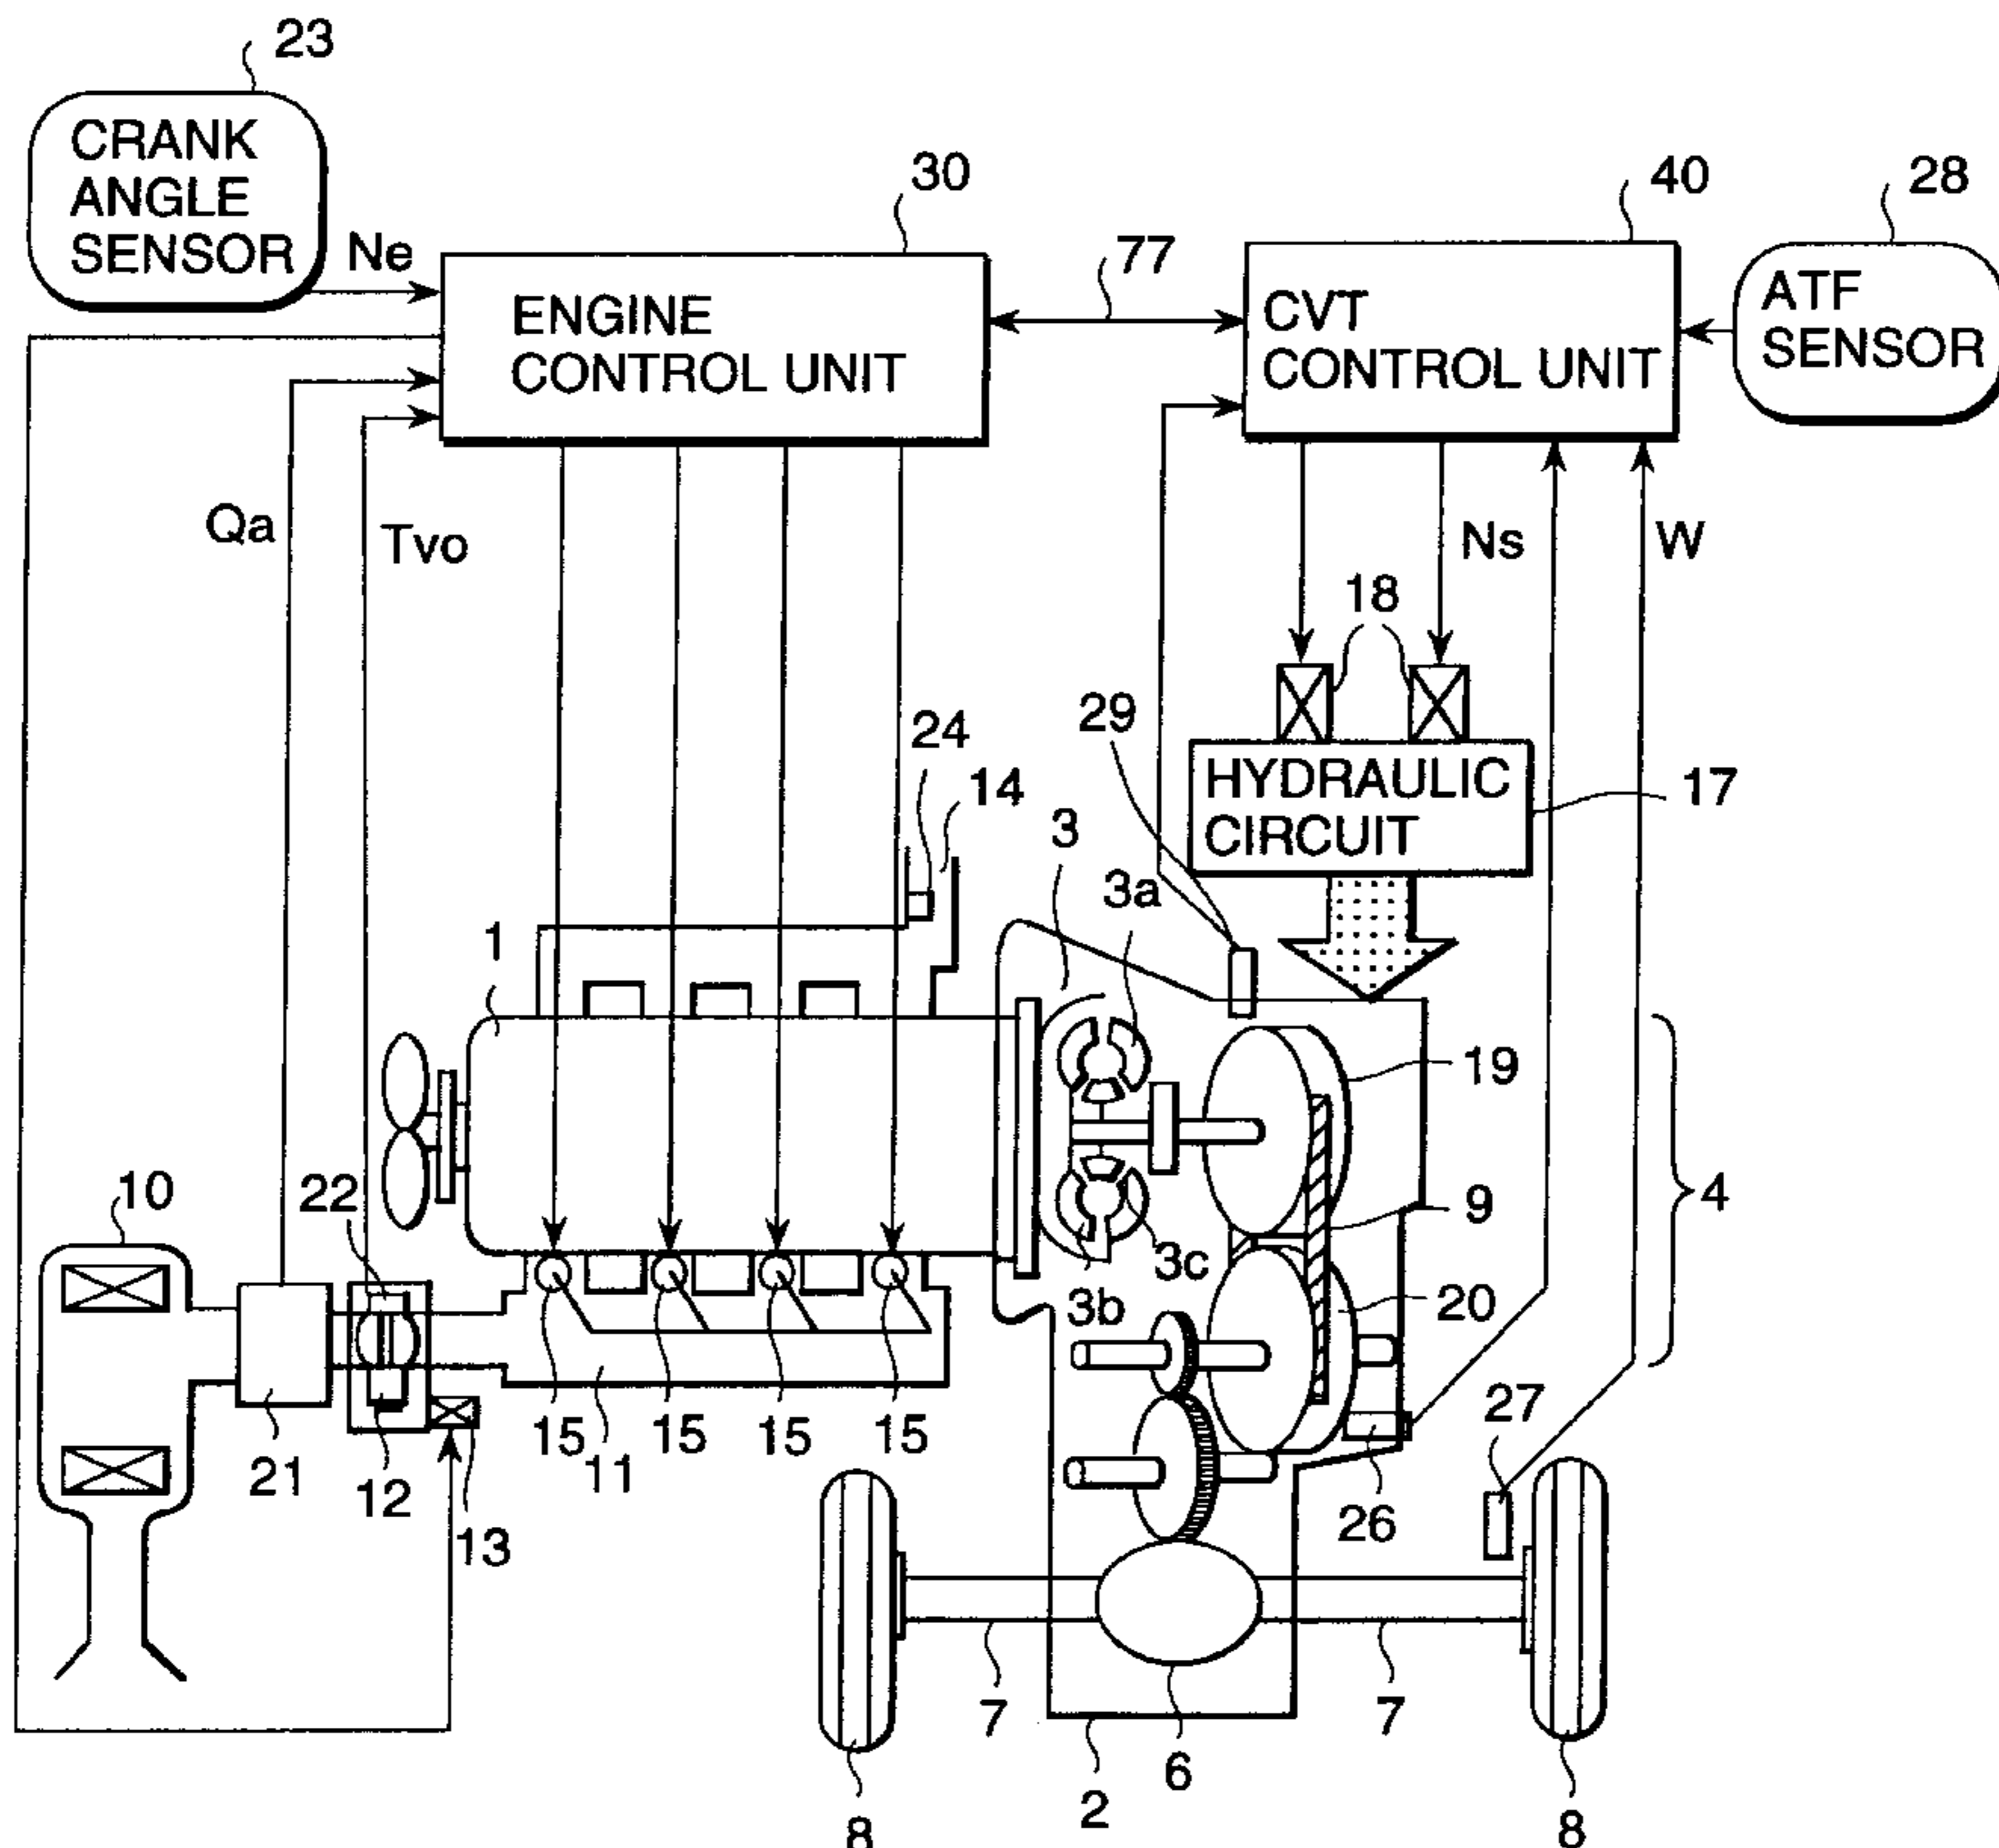 23
CRANK
ANGLE
SENSOR
Ne
30
40
28
77
ENGINE
CONTROL UNIT
CVT
CONTROL UNIT
ATF
SENSOR
Qa
Tvo
Ns
W
18
29
24
14
HYDRAULIC
CIRCUIT
17
3
3a
1
19
10
22
9
4
3c
3b
20
15
15
15
15
11
27
21
12
13
26
7
7
6
2
8
8